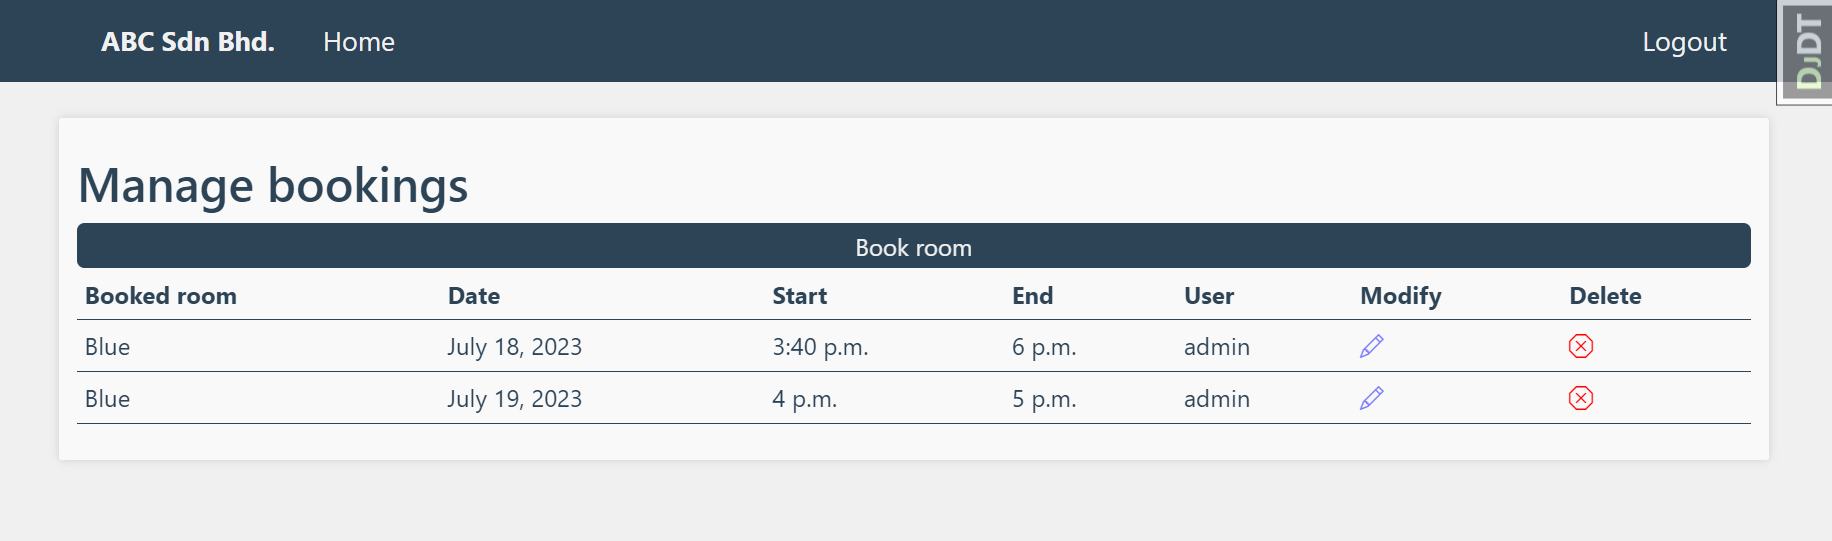 ABC Sdn Bhd. Home Logout
DJDT
Manage bookings
Book room
Booked room Date Start End User Modify Delete
Blue July 18, 2023 3:40 p.m. 6 p.m. admin
Blue July 19, 2023 4 p.m. 5 p.m. admin